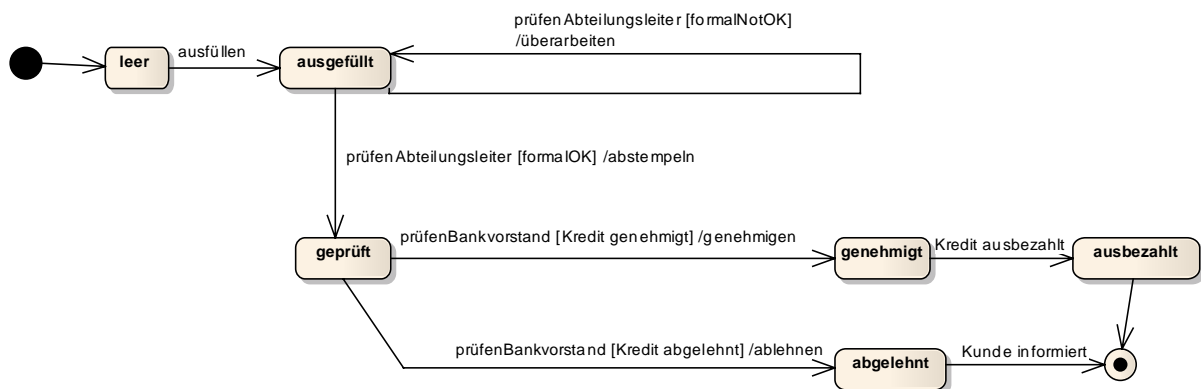 prüfenAbteilungsleiter [formalNotOK]
/überarbeiten
leer
ausfüllen
ausgefüllt
prüfenAbteilungsleiter [formalOK] /abstempeln
geprüft
prüfenBankvorstand [Kredit genehmigt] /genehmigen
genehmigt
Kredit ausbezahlt
ausbezahlt
prüfenBankvorstand [Kredit abgelehnt] /ablehnen
abgelehnt
Kunde informiert